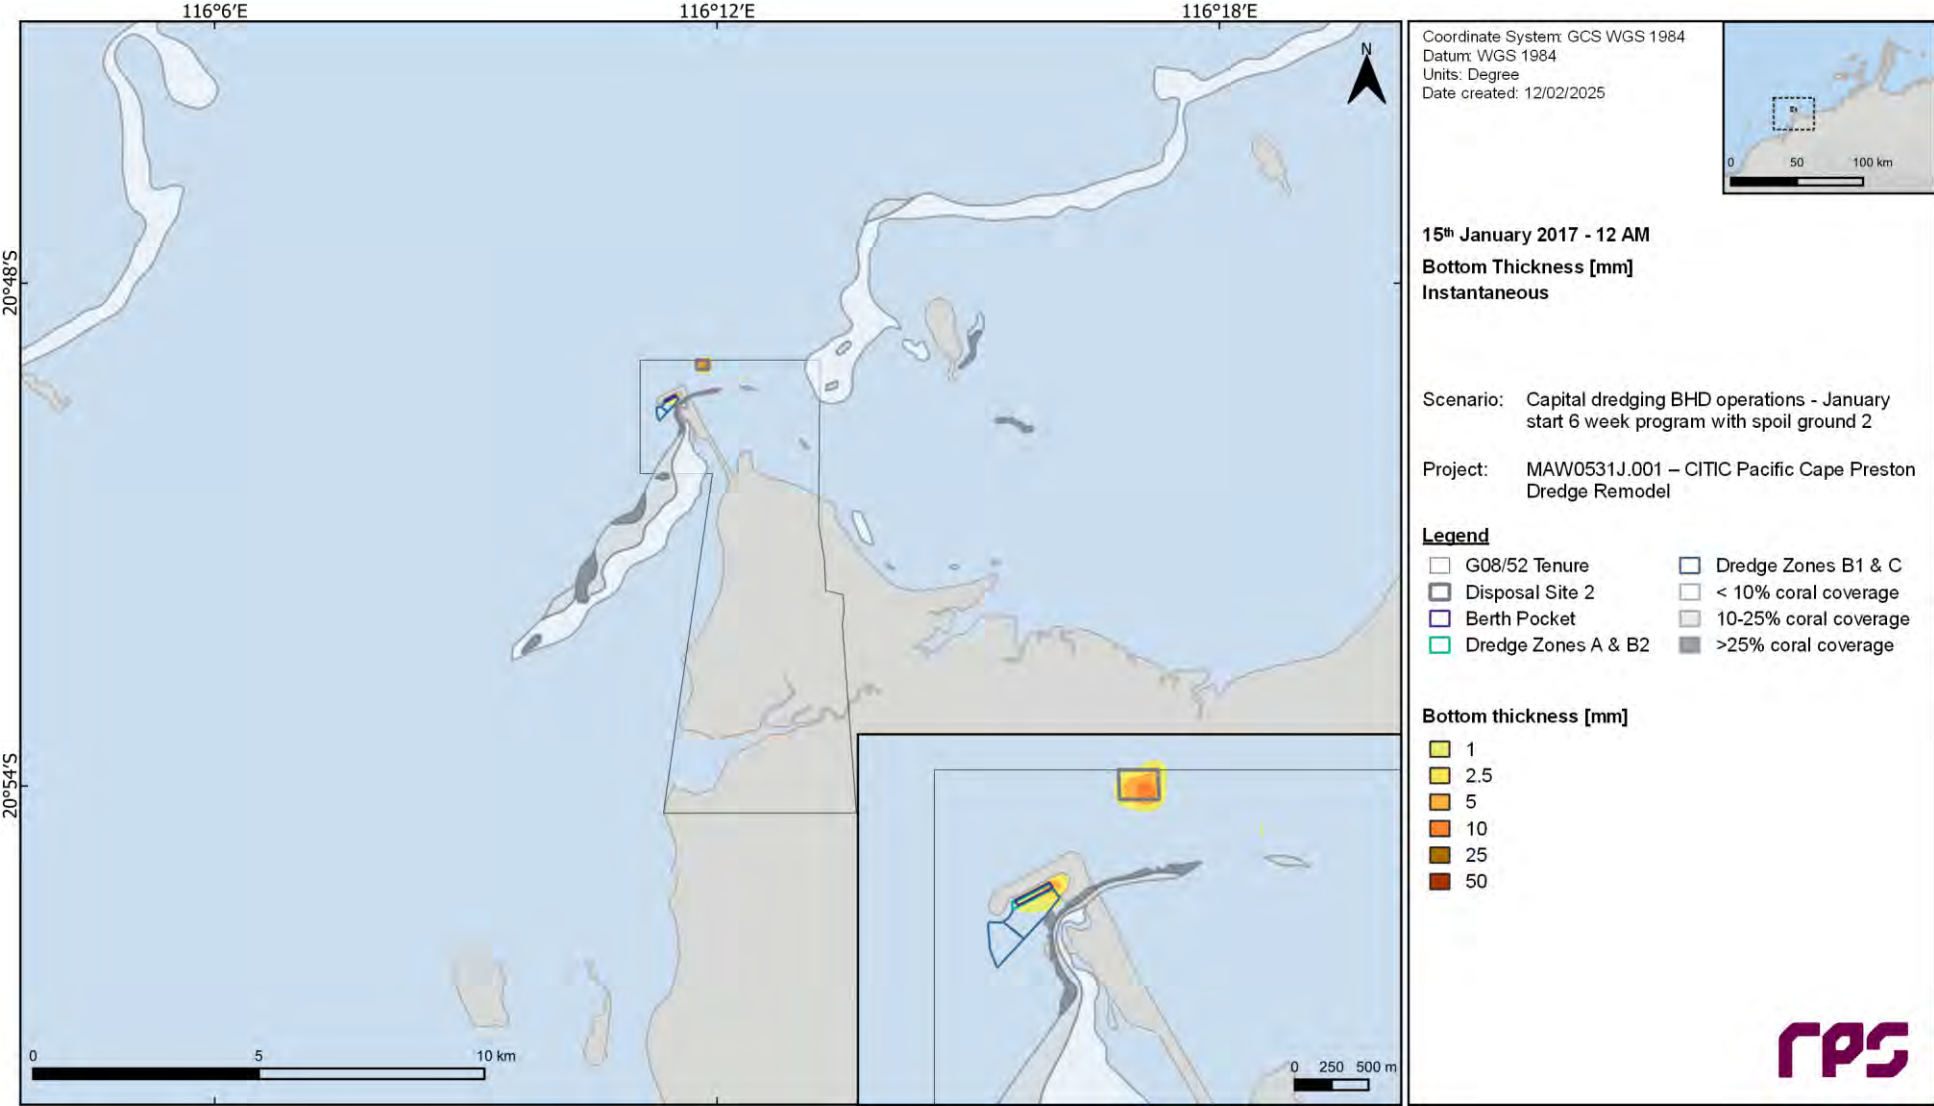 116°6'E 116°12'E 116°18'E
N
20°48'S
20°54'S
0 5 10 km
0 250 500 m
Coordinate System: GCS WGS 1984
Datum: WGS 1984
Units: Degree
Date created: 12/02/2025
0 50 100 km
15th January 2017 - 12 AM
Bottom Thickness [mm]
Instantaneous
Scenario: Capital dredging BHD operations - January
start 6 week program with spoil ground 2
Project: MAW0531J.001 – CITIC Pacific Cape Preston
Dredge Remodel
Legend
G08/52 Tenure
Disposal Site 2
Berth Pocket
Dredge Zones A & B2
Dredge Zones B1 & C
< 10% coral coverage
10-25% coral coverage
>25% coral coverage
Bottom thickness [mm]
1
2.5
5
10
25
50
rps